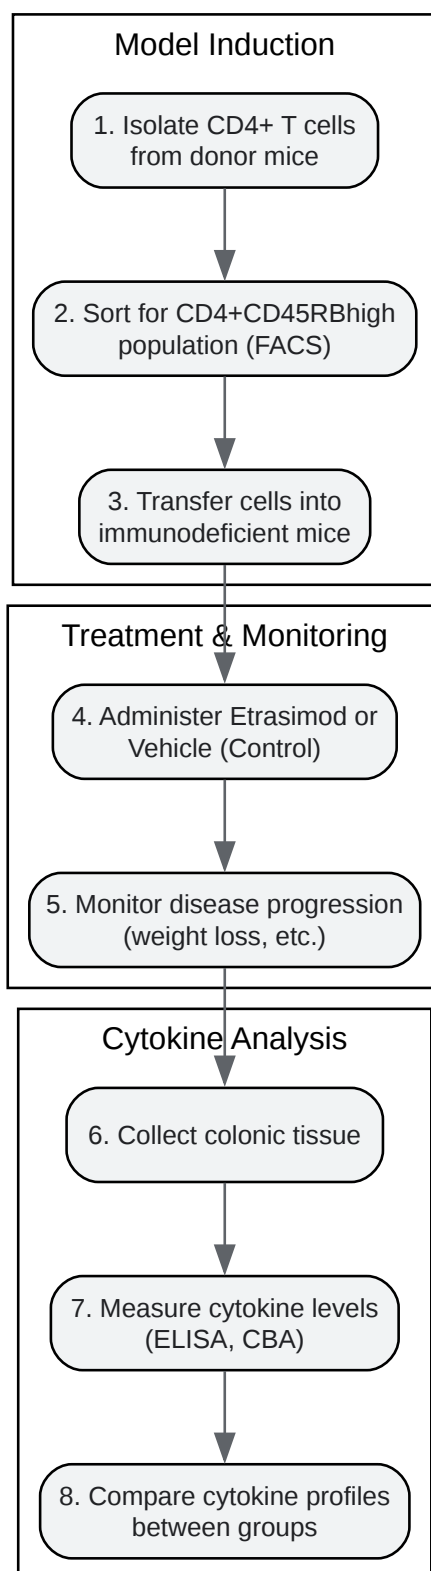 Model Induction
1. Isolate CD4+ T cells
from donor mice
2. Sort for CD4+CD45RBhigh
population (FACS)
3. Transfer cells into
immunodeficient mice
Treatment & Monitoring
4. Administer Etrasimod or
Vehicle (Control)
5. Monitor disease progression
(weight loss, etc.)
Cytokine Analysis
6. Collect colonic tissue
7. Measure cytokine levels
(ELISA, CBA)
8. Compare cytokine profiles
between groups